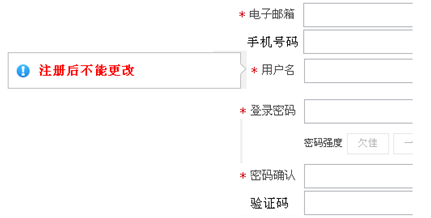 * 电子邮箱
手机号码
注册后不能更改
* 用户名
* 登录密码
密码强度 欠佳 一
* 密码确认
验证码